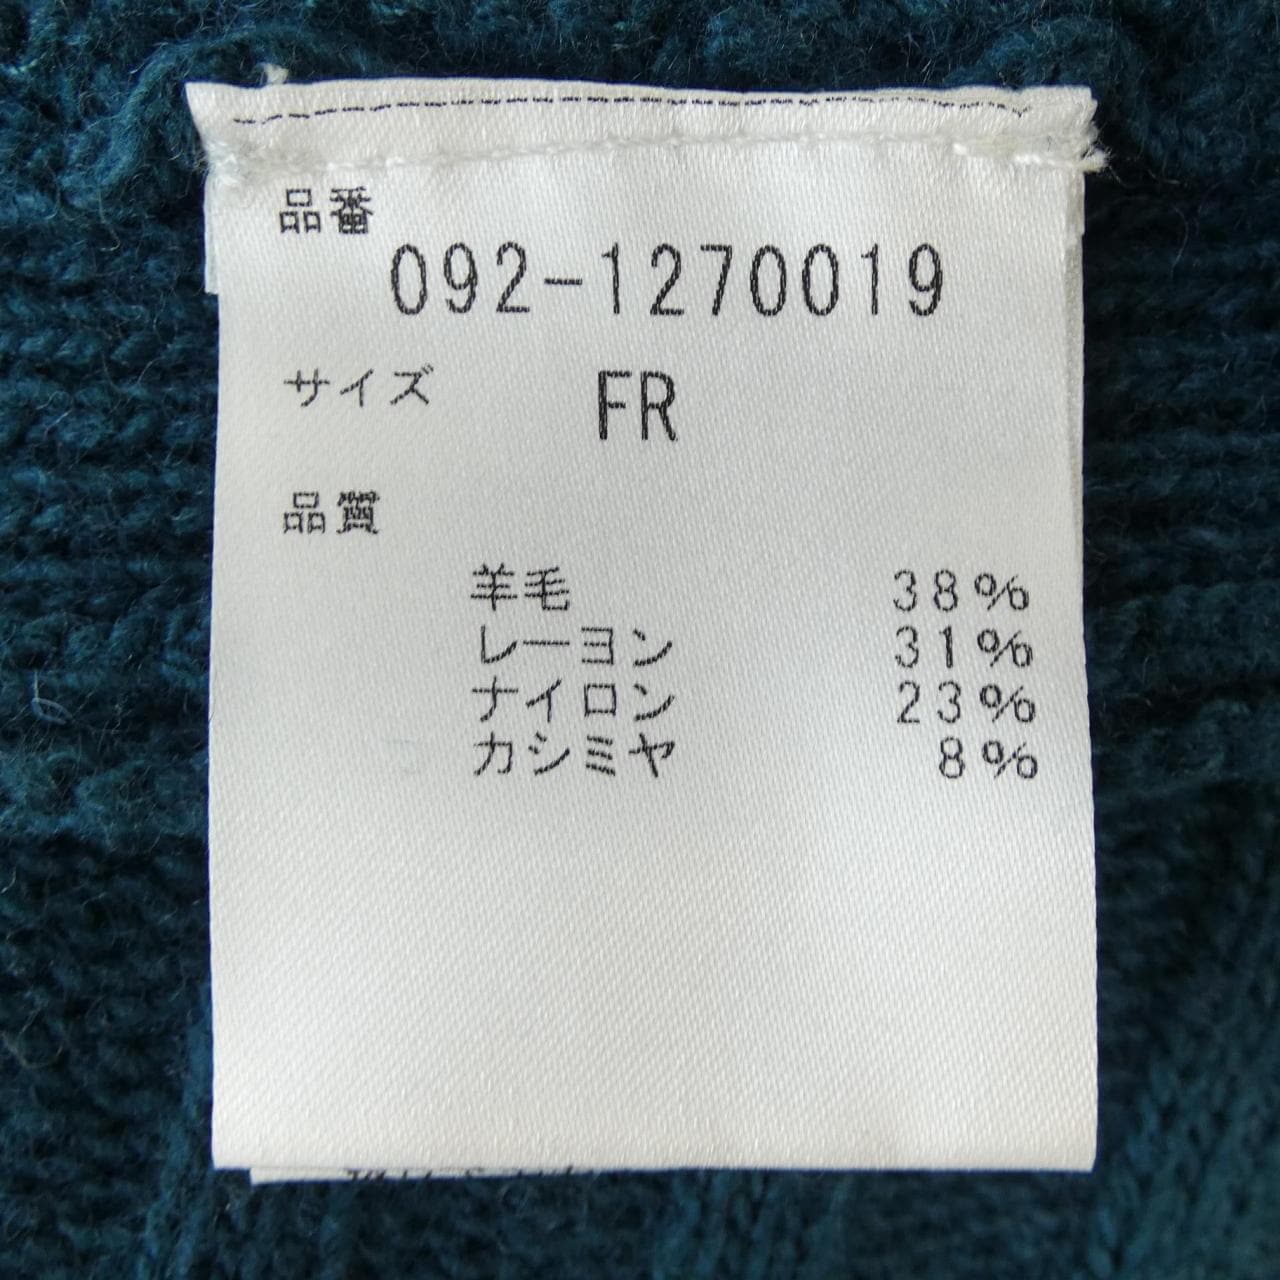 品番
092-1270019
サイズ FR
品質
羊毛 38%
レーヨン 31%
ナイロン 23%
カシミヤ 8%